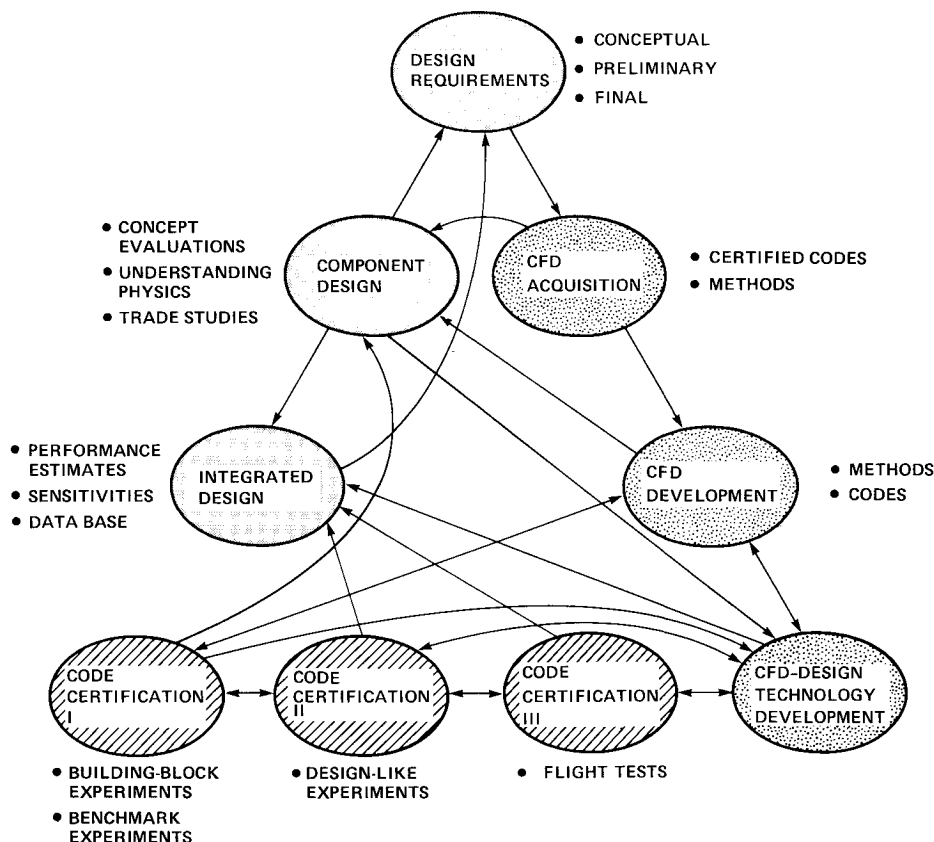 DESIGN
REQUIREMENTS
• CONCEPTUAL
• PRELIMINARY
• FINAL
• CONCEPT
EVALUATIONS
• UNDERSTANDING
PHYSICS
• TRADE STUDIES
COMPONENT
DESIGN
CFD
ACQUISITION
• CERTIFIED CODES
• METHODS
• PERFORMANCE
ESTIMATES
• SENSITIVITIES
• DATA BASE
INTEGRATED
DESIGN
CFD
DEVELOPMENT
• METHODS
• CODES
CODE
CERTIFICATION
I
CODE
CERTIFICATION
II
CODE
CERTIFICATION
III
CFD-DESIGN
TECHNOLOGY
DEVELOPMENT
• BUILDING-BLOCK
EXPERIMENTS
• BENCHMARK
EXPERIMENTS
• DESIGN-LIKE
EXPERIMENTS
• FLIGHT TESTS